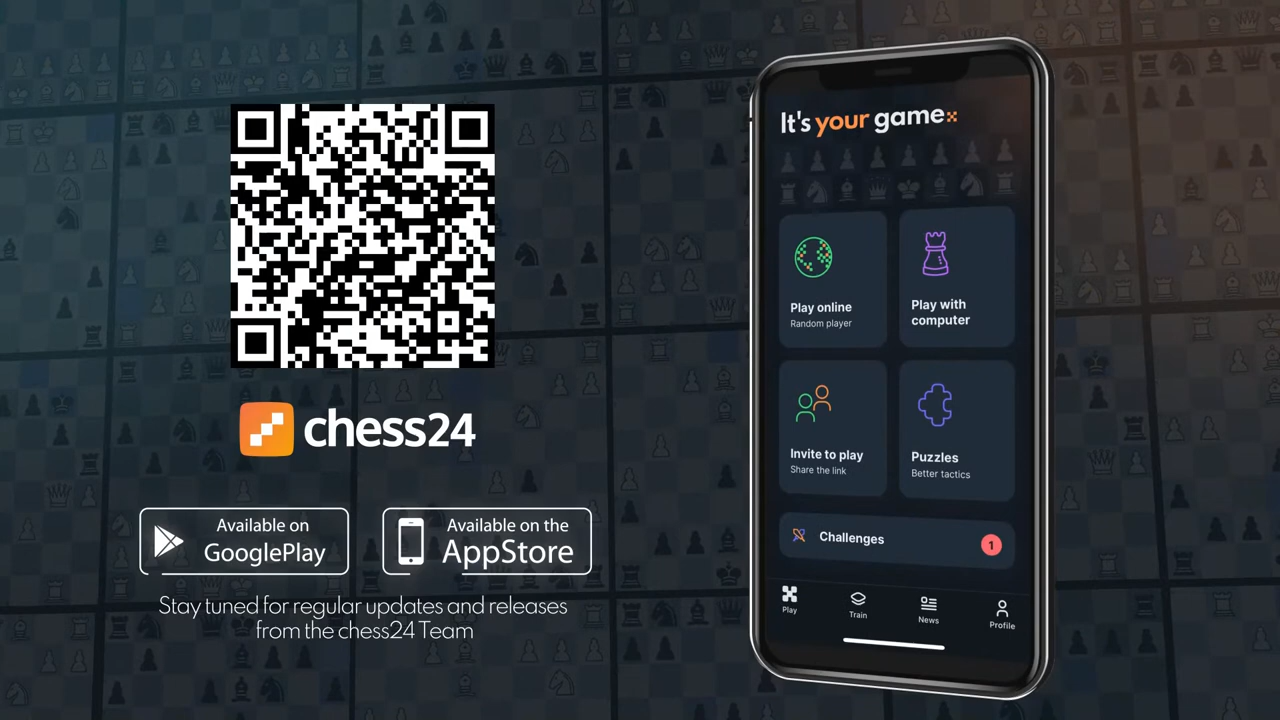 chess24
Available on
GooglePlay
Available on the
AppStore
Stay tuned for regular updates and releases
from the chess24 Team
It's your game
Play online
Random player
Play with
computer
Invite to play
Share the link
Puzzles
Better tactics
Challenges
1
Play
Train
News
Profile